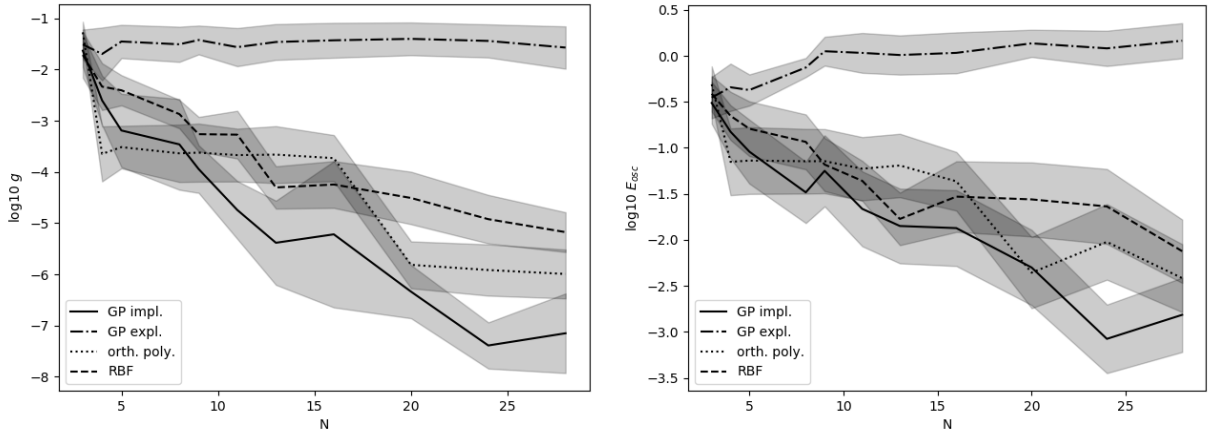 log10 g
−1
−2
−3
−4
−5
−6
−7
−8
GP impl.
GP expl.
orth. poly.
RBF
5
10
15
20
25
N
log10 E_osc
0.5
0.0
−0.5
−1.0
−1.5
−2.0
−2.5
−3.0
−3.5
GP impl.
GP expl.
orth. poly.
RBF
5
10
15
20
25
N